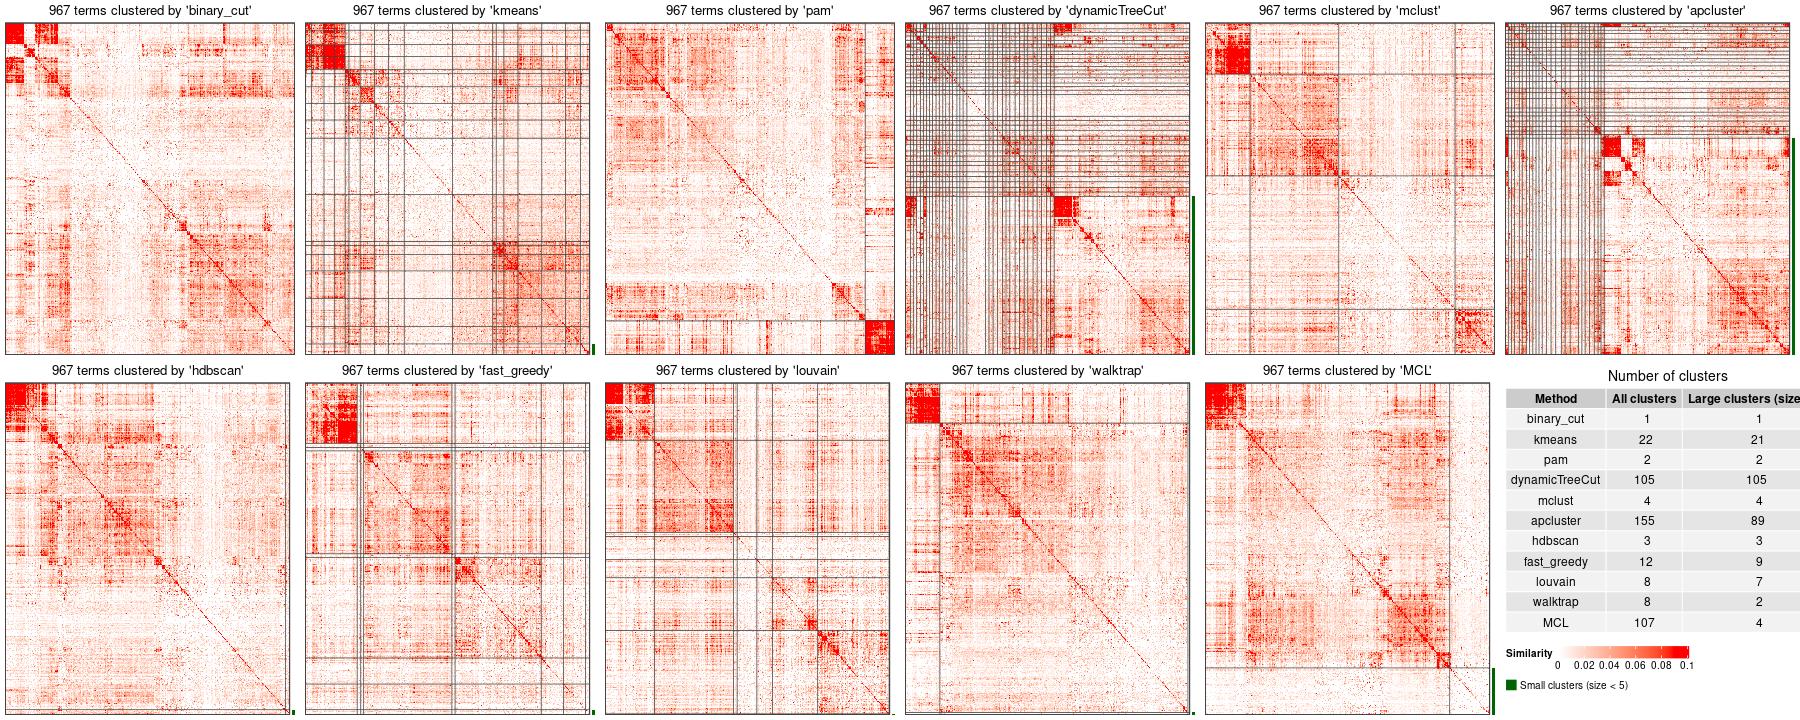 967 terms clustered by 'binary_cut'
967 terms clustered by 'kmeans'
967 terms clustered by 'pam'
967 terms clustered by 'dynamicTreeCut'
967 terms clustered by 'mclust'
967 terms clustered by 'apcluster'
967 terms clustered by 'hdbscan'
967 terms clustered by 'fast_greedy'
967 terms clustered by 'louvain'
967 terms clustered by 'walktrap'
967 terms clustered by 'MCL'
Number of clusters
Method All clusters Large clusters (size
binary_cut 1 1
kmeans 22 21
pam 2 2
dynamicTreeCut 105 105
mclust 4 4
apcluster 155 89
hdbscan 3 3
fast_greedy 12 9
louvain 8 7
walktrap 8 2
MCL 107 4
Similarity
0 0.02 0.04 0.06 0.08 0.1
Small clusters (size < 5)